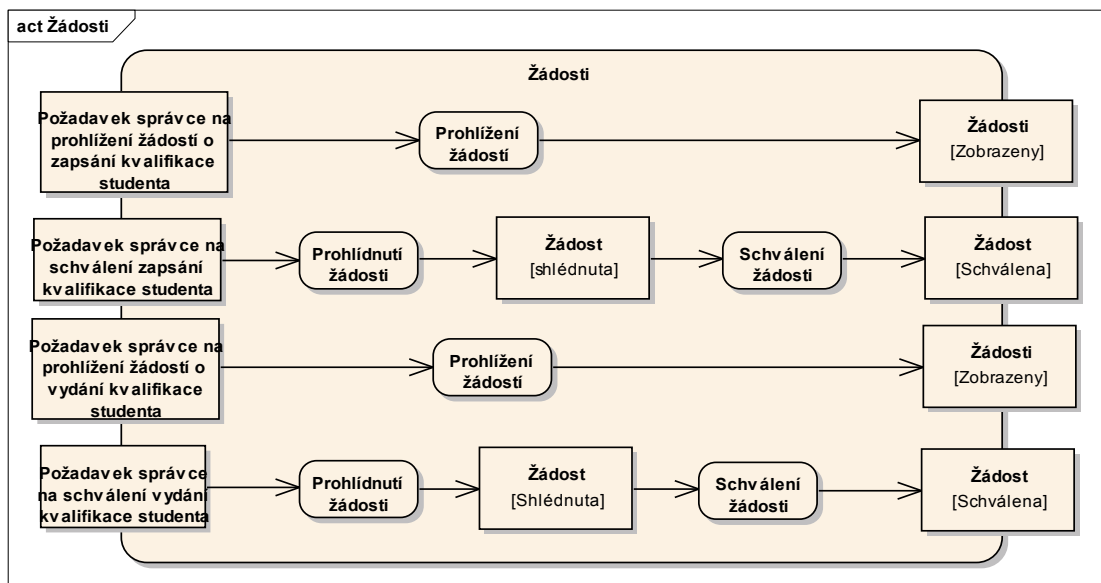 act Žádosti
Žádosti
Požadavek správce na
prohlížení žádostí o
zapsání kvalifikace
studenta
Prohlížení
žádostí
Žádosti
[Zobrazeny]
Požadavek správce na
schválení zapsání
kvalifikace studenta
Prohlídnutí
žádosti
Žádost
[shlédnuta]
Schválení
žádosti
Žádost
[Schválena]
Požadavek správce na
prohlížení žádostí o
vydání kvalifikace
studenta
Prohlížení
žádostí
Žádosti
[Zobrazeny]
Požadavek správce
na schválení vydání
kvalifikace studenta
Prohlídnutí
žádosti
Žádost
[Shlédnuta]
Schválení
žádosti
Žádost
[Schválena]